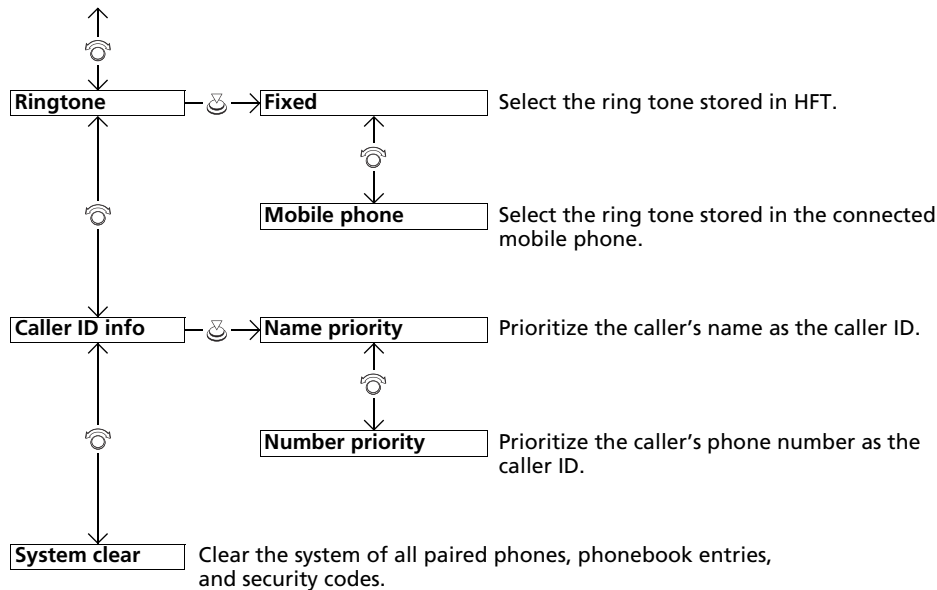 Ringtone
Fixed
Select the ring tone stored in HFT.
Mobile phone
Select the ring tone stored in the connected
mobile phone.
Caller ID info
Name priority
Prioritize the caller’s name as the caller ID.
Number priority
Prioritize the caller’s phone number as the
caller ID.
System clear
Clear the system of all paired phones, phonebook entries,
and security codes.